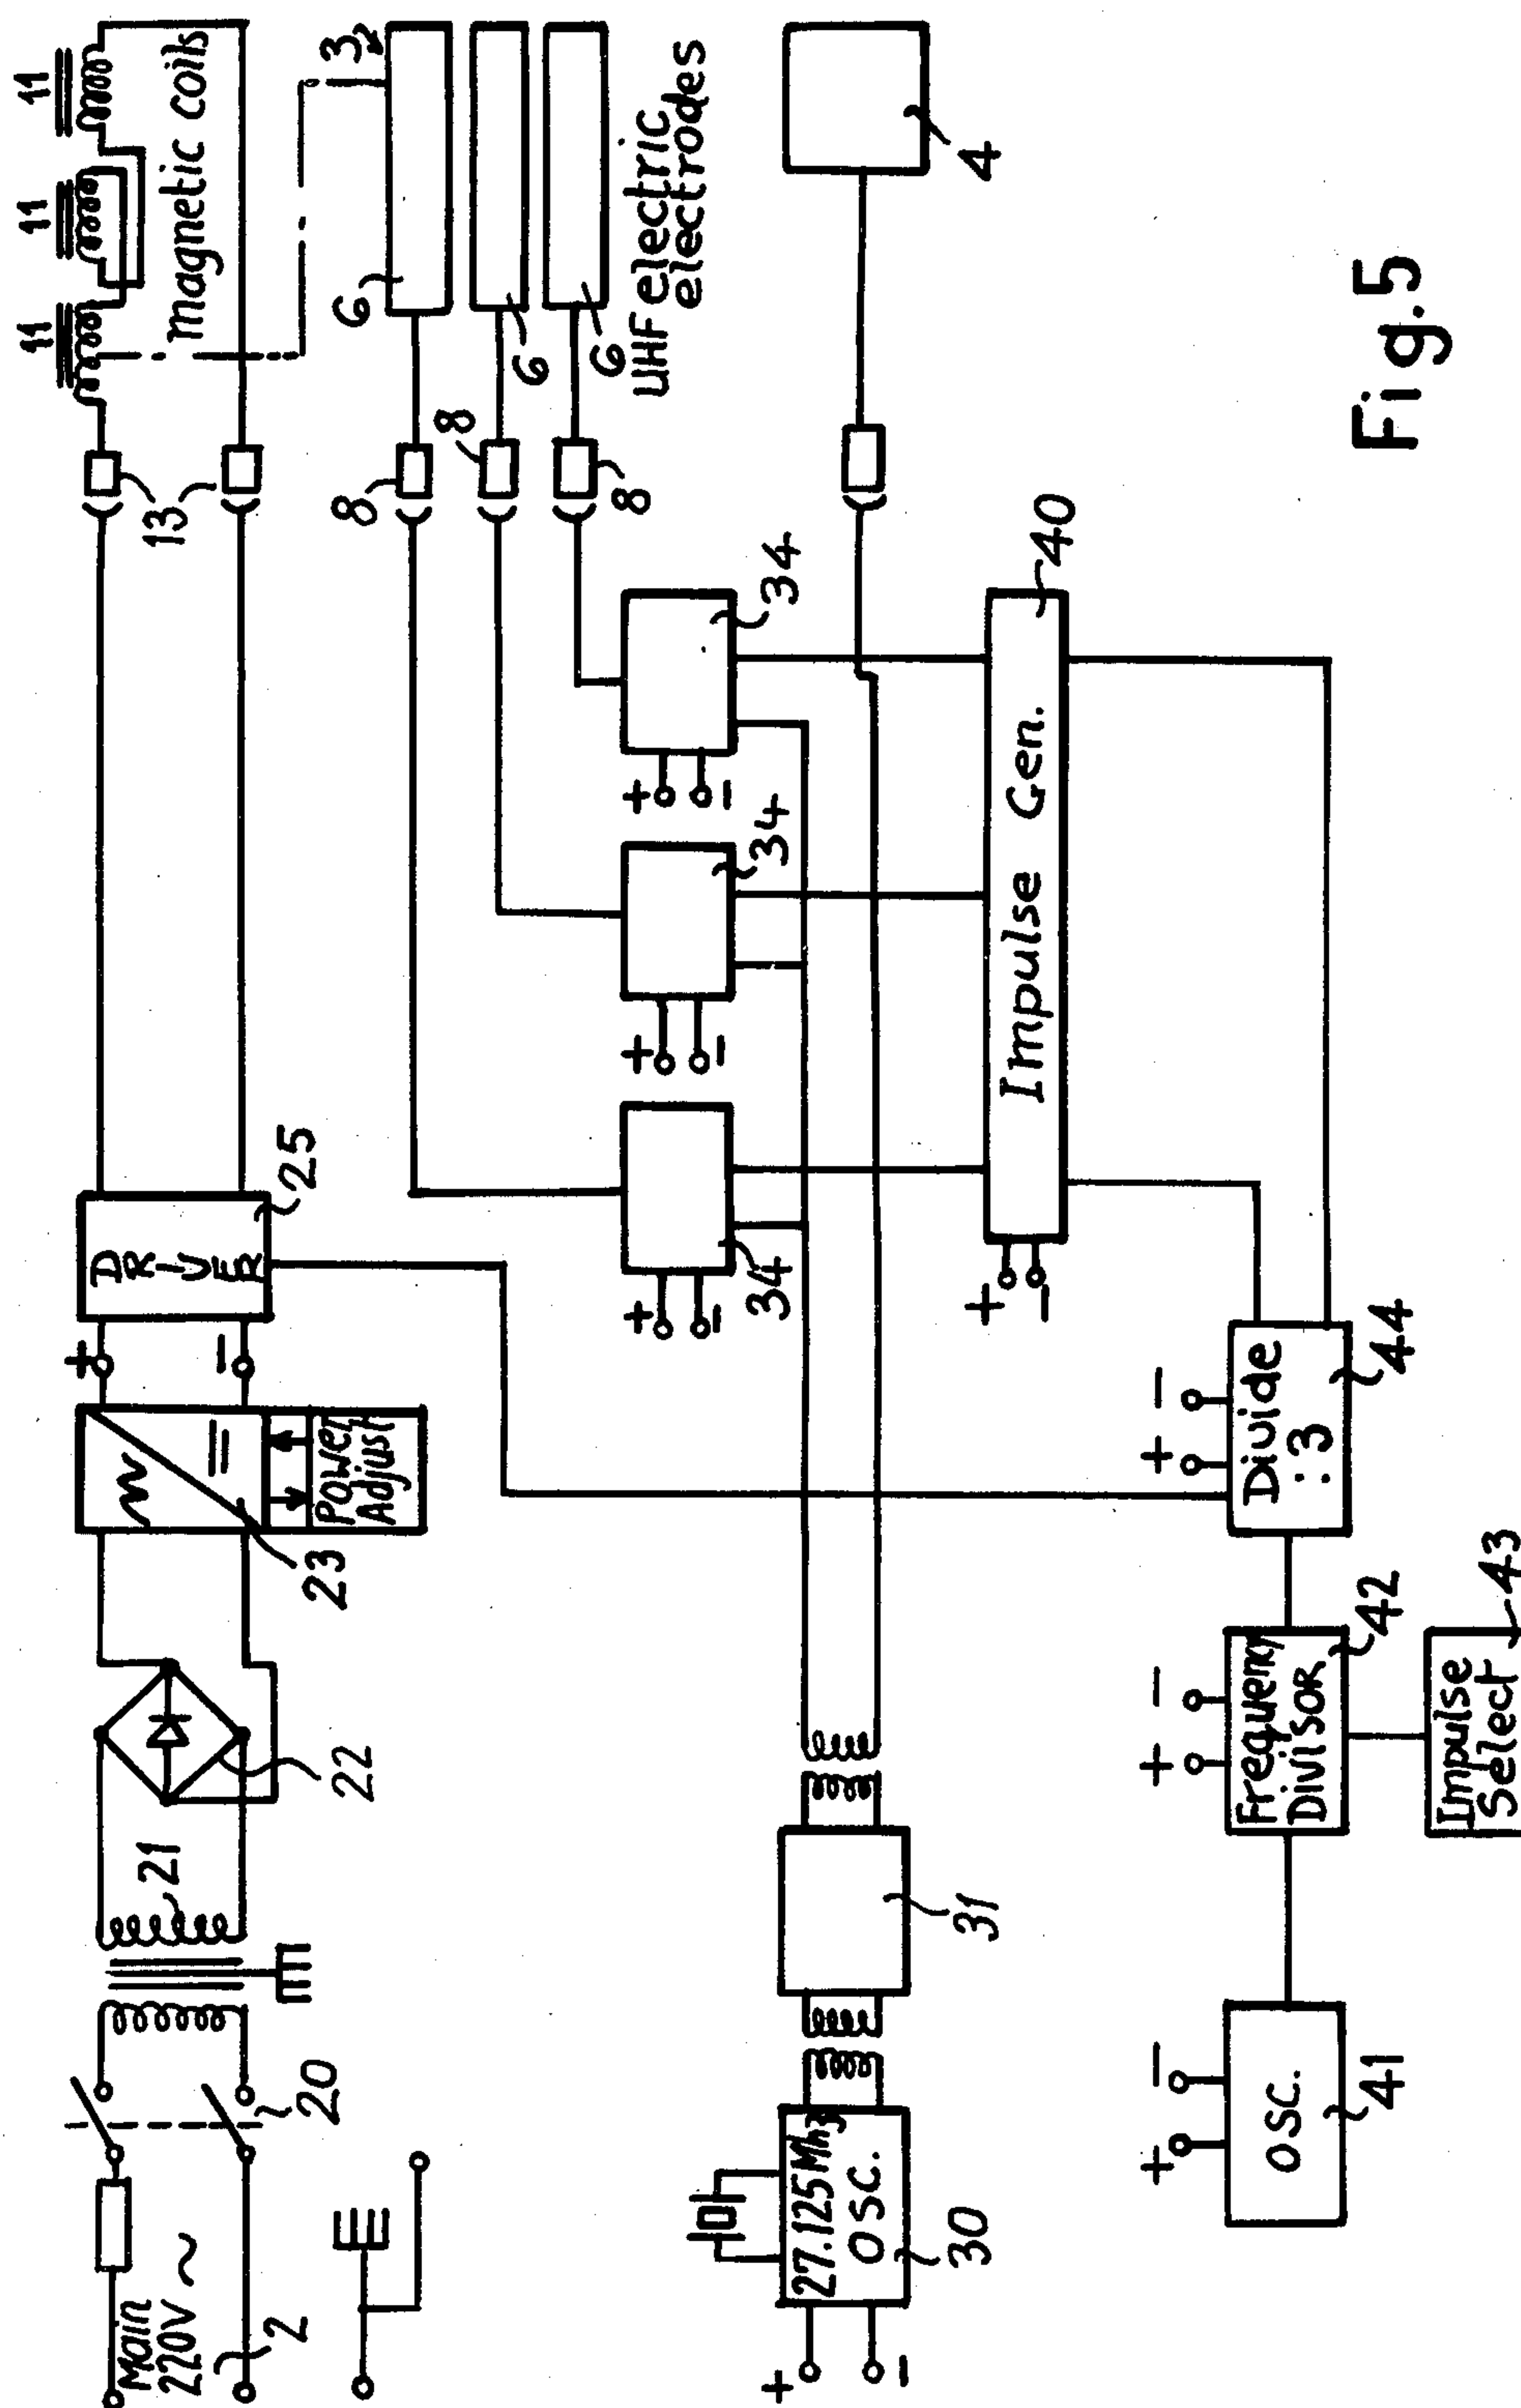 Main
220V ~
2
20
21
22
23
Power
Adjust
+
−
DRIVER
25
13
11
11
11
magnetic coils
3
6
6
6
8
8
8
UHF electric
electrodes
4
34
34
34
+
−
+
−
+
−
27.125Mhz
OSC.
30
+
−
31
Impulse Gen.
40
+
−
OSC.
41
+
−
Frequency
Divisor
42
+
−
Impulse
Select
43
Divide
:3
44
+
−
Fig.5